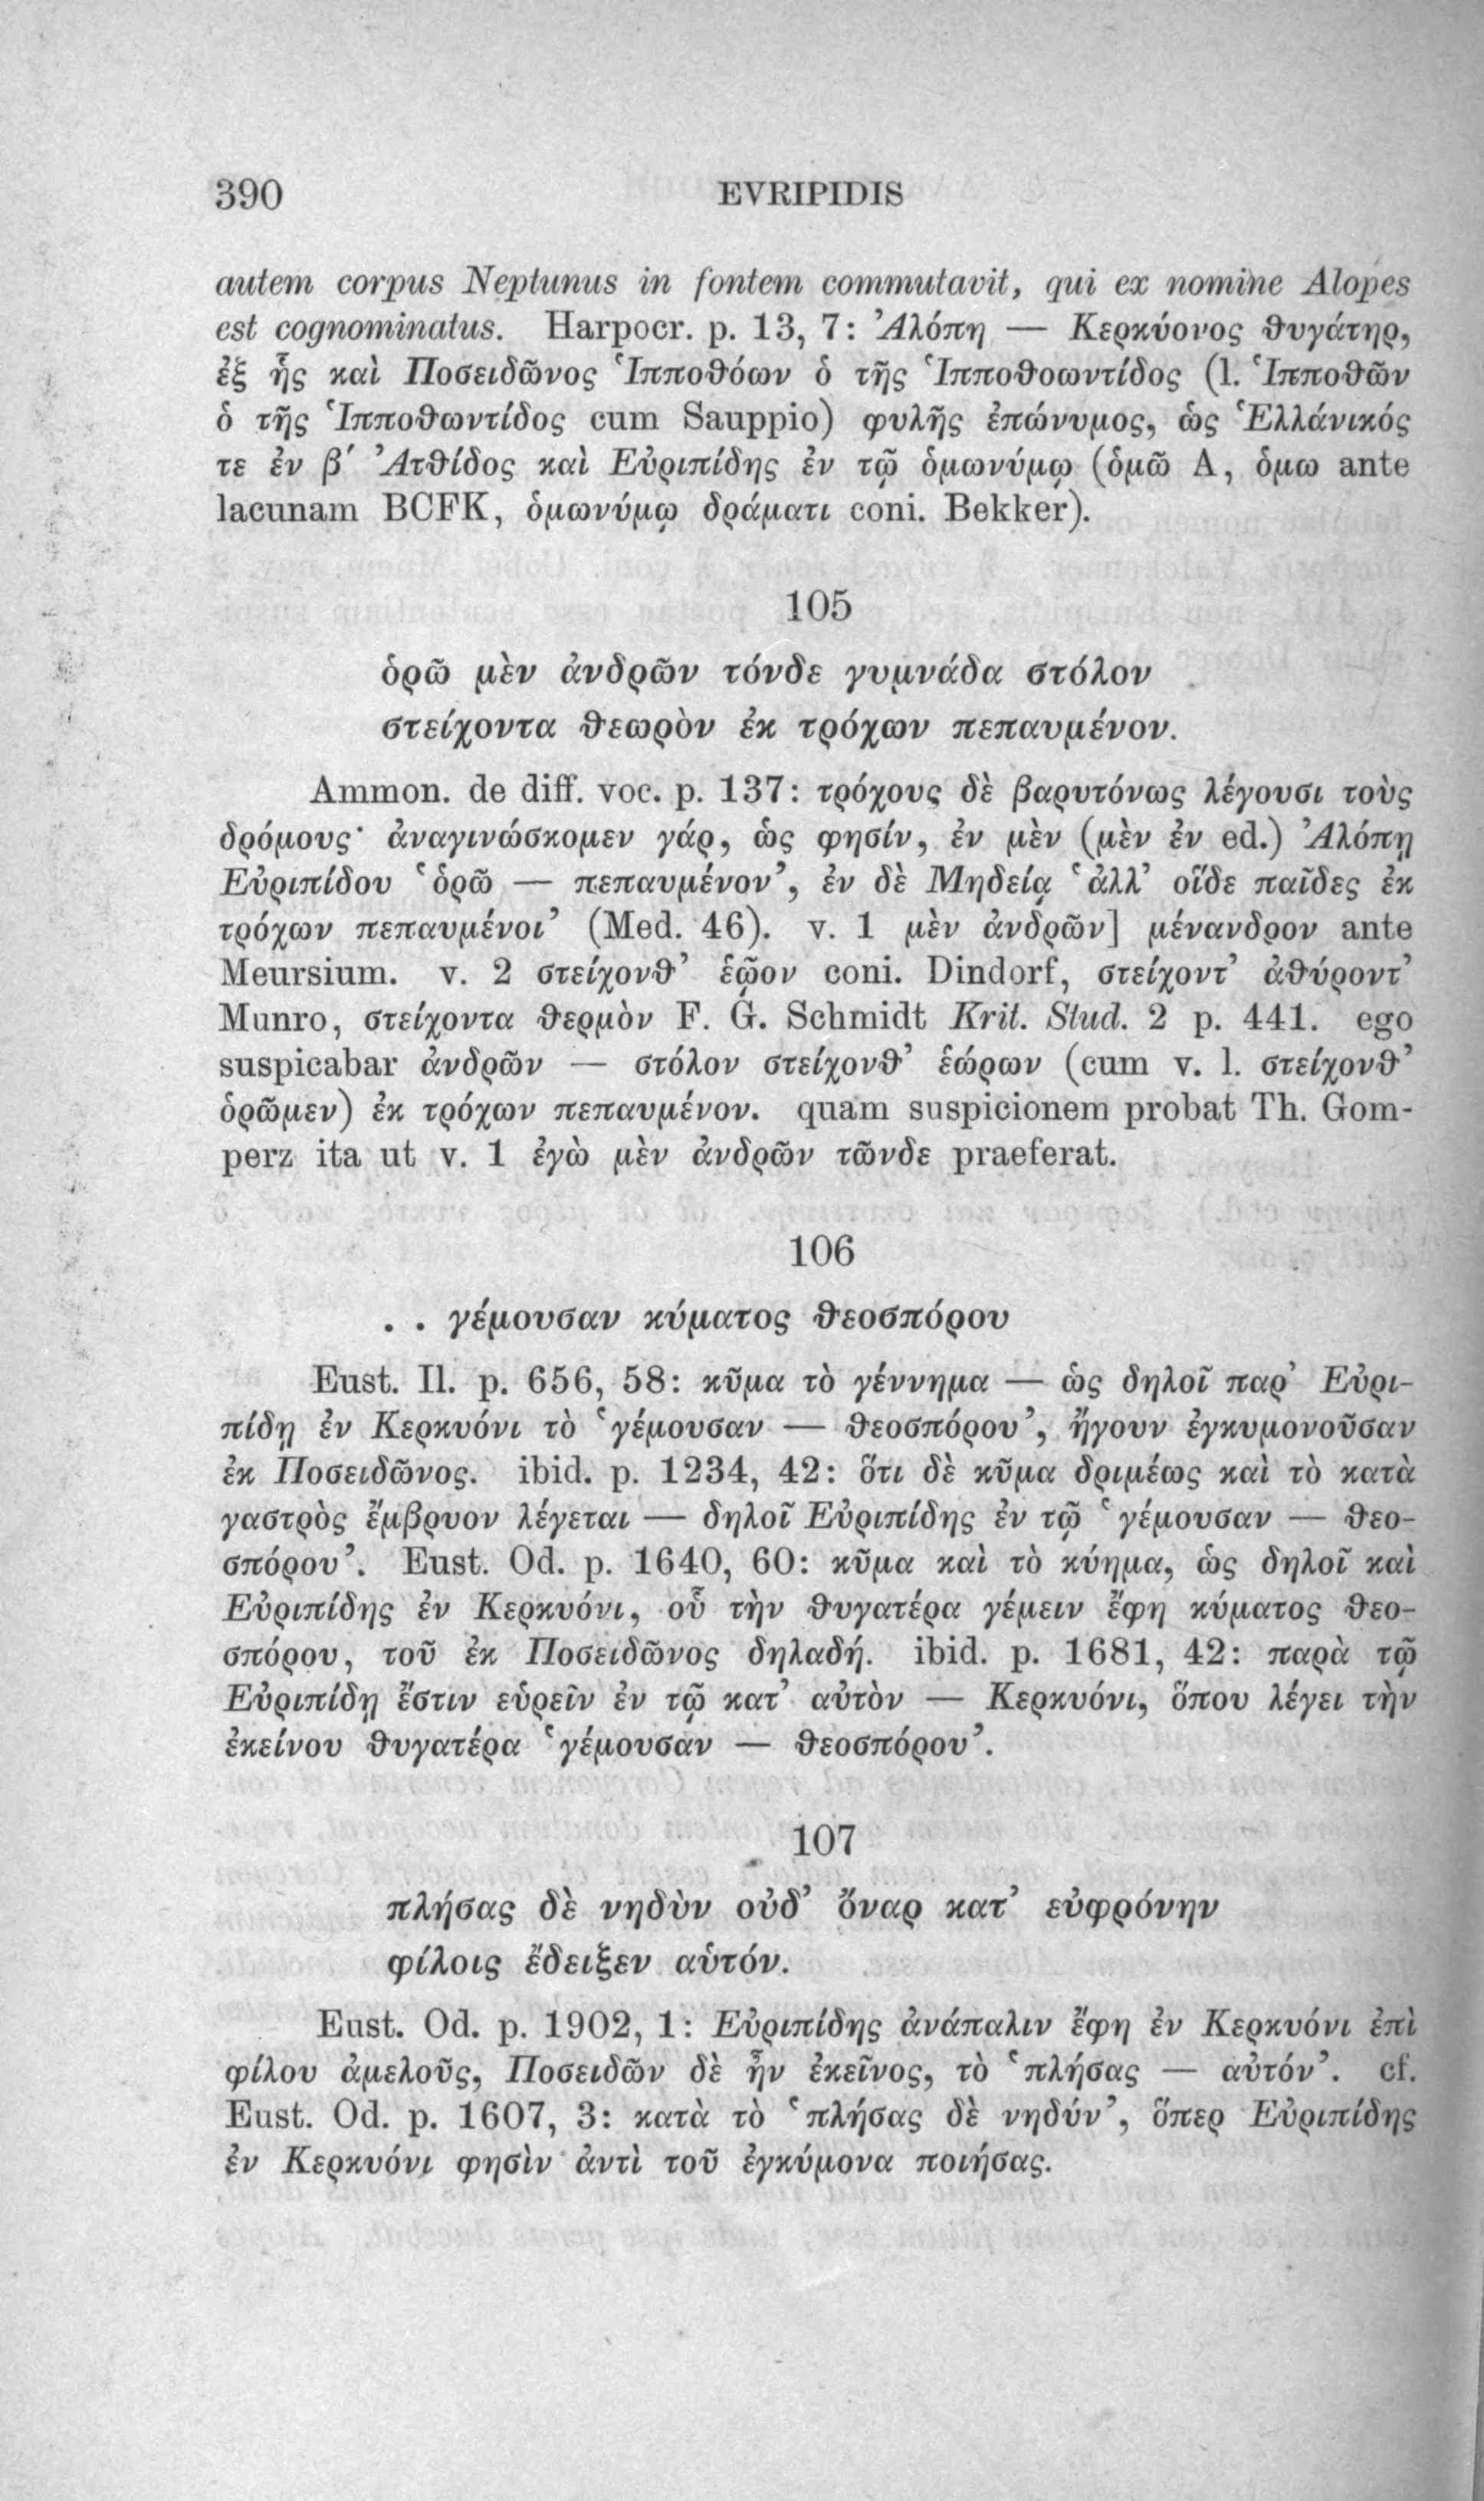 390 EVRIPIDIS
autem corpus Neptunus in fontem commutavit, qui ex nomine Alopes
est cognominatus. Harpocr. p. 13, 7: Ἀλόπη — Κερκύονος θυγάτηρ,
ἐξ ἧς καὶ Ποσειδῶνος Ἱπποθόων ὁ τῆς Ἱπποθοωντίδος (l. Ἱπποθῶν
ὁ τῆς Ἱπποθωντίδος cum Sauppio) φυλῆς ἐπώνυμος, ὡς Ἑλλάνικός
τε ἐν β′ Ἀτθίδος καὶ Εὐριπίδης ἐν τῷ ὁμωνύμῳ (ὁμῶ A, ὁμω ante
lacunam BCFK, ὁμωνύμῳ δράματι coni. Bekker).
105
ὁρῶ μὲν ἀνδρῶν τόνδε γυμνάδα στόλον
στείχοντα θεωρὸν ἐκ τρόχων πεπαυμένον.
Ammon. de diff. voc. p. 137: τρόχους δὲ βαρυτόνως λέγουσι τοὺς
δρόμους· ἀναγινώσκομεν γάρ, ὡς φησίν, ἐν μὲν (μὲν ἐν ed.) Ἀλόπῃ
Εὐριπίδου ‘ὁρῶ — πεπαυμένον’, ἐν δὲ Μηδείᾳ ‘ἀλλ’ οἵδε παῖδες ἐκ
τρόχων πεπαυμένοι’ (Med. 46). v. 1 μὲν ἀνδρῶν] μένανδρον ante
Meursium. v. 2 στείχονθ’ ἑῷον coni. Dindorf, στείχοντ’ ἀθύροντ’
Munro, στείχοντα θερμὸν F. G. Schmidt Krit. Stud. 2 p. 441. ego
suspicabar ἀνδρῶν — στόλον στείχονθ’ ἑώρων (cum v. l. στείχονθ’
ὁρῶμεν) ἐκ τρόχων πεπαυμένον. quam suspicionem probat Th. Gom-
perz ita ut v. 1 ἐγὼ μὲν ἀνδρῶν τῶνδε praeferat.
106
. . γέμουσαν κύματος θεοσπόρου
Eust. Il. p. 656, 58: κῦμα τὸ γέννημα — ὡς δηλοῖ παρ’ Εὐρι-
πίδῃ ἐν Κερκυόνι τὸ ‘γέμουσαν — θεοσπόρου’, ἤγουν ἐγκυμονοῦσαν
ἐκ Ποσειδῶνος. ibid. p. 1234, 42: ὅτι δὲ κῦμα δριμέως καὶ τὸ κατὰ
γαστρὸς ἔμβρυον λέγεται — δηλοῖ Εὐριπίδης ἐν τῷ ‘γέμουσαν — θεο-
σπόρου’. Eust. Od. p. 1640, 60: κῦμα καὶ τὸ κύημα, ὡς δηλοῖ καὶ
Εὐριπίδης ἐν Κερκυόνι, οὗ τὴν θυγατέρα γέμειν ἔφη κύματος θεο-
σπόρου, τοῦ ἐκ Ποσειδῶνος δηλαδή. ibid. p. 1681, 42: παρὰ τῷ
Εὐριπίδῃ ἔστιν εὑρεῖν ἐν τῷ κατ’ αὐτὸν — Κερκυόνι, ὅπου λέγει τὴν
ἐκείνου θυγατέρα ‘γέμουσαν — θεοσπόρου’.
107
πλήσας δὲ νηδὺν οὐδ’ ὄναρ κατ’ εὐφρόνην
φίλοις ἔδειξεν αὑτόν.
Eust. Od. p. 1902, 1: Εὐριπίδης ἀνάπαλιν ἔφη ἐν Κερκυόνι ἐπὶ
φίλου ἀμελοῦς, Ποσειδῶν δὲ ἦν ἐκεῖνος, τὸ ‘πλήσας — αὐτόν’. cf.
Eust. Od. p. 1607, 3: κατὰ τὸ ‘πλήσας δὲ νηδύν’, ὅπερ Εὐριπίδης
ἐν Κερκυόνι φησὶν ἀντὶ τοῦ ἐγκύμονα ποιήσας.